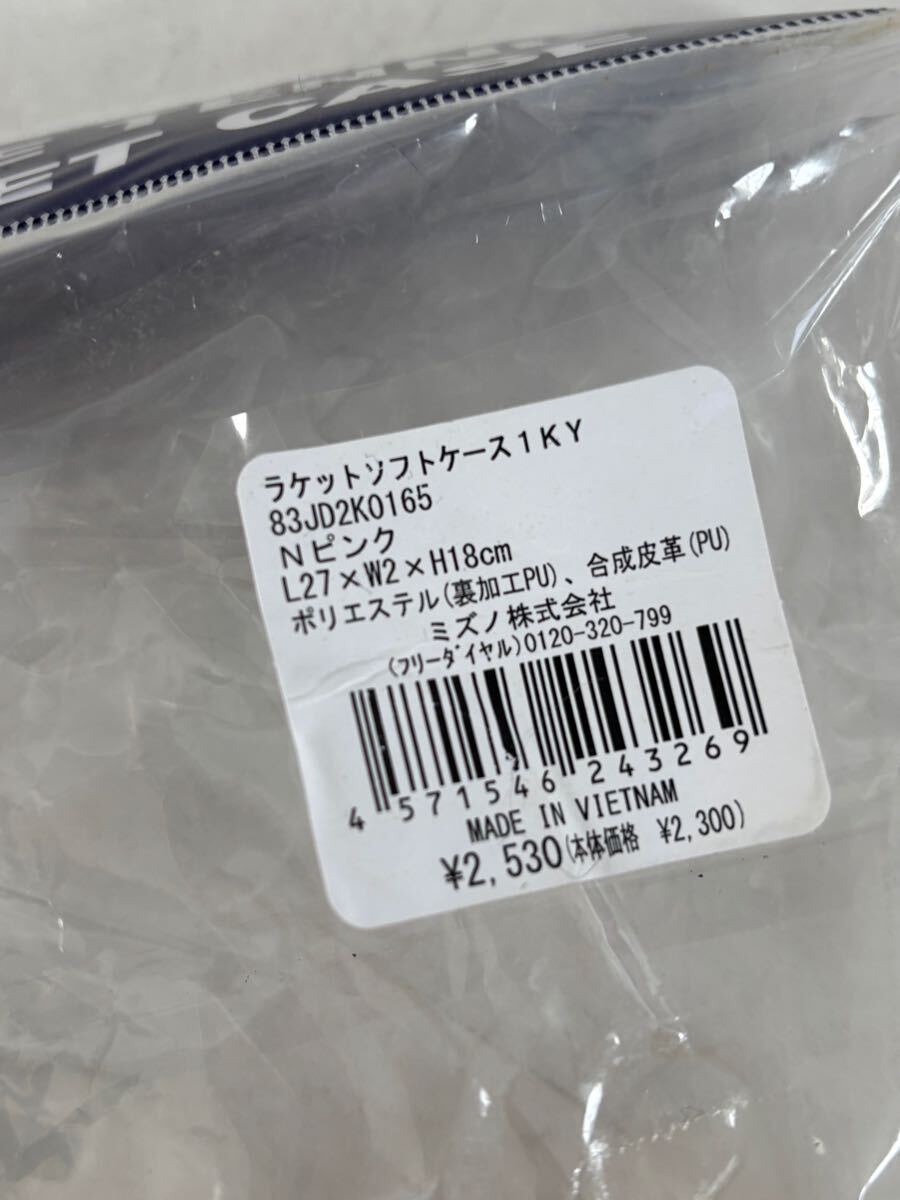 CASE
ラケットソフトケース1KY
83JD2K0165
Nピンク
L27×W2×H18cm
ポリエステル(裏加工PU)、合成皮革(PU)
ミズノ株式会社
(フリーダイヤル)0120-320-799
4 571546 243269
MADE IN VIETNAM
¥2,530(本体価格 ¥2,300)